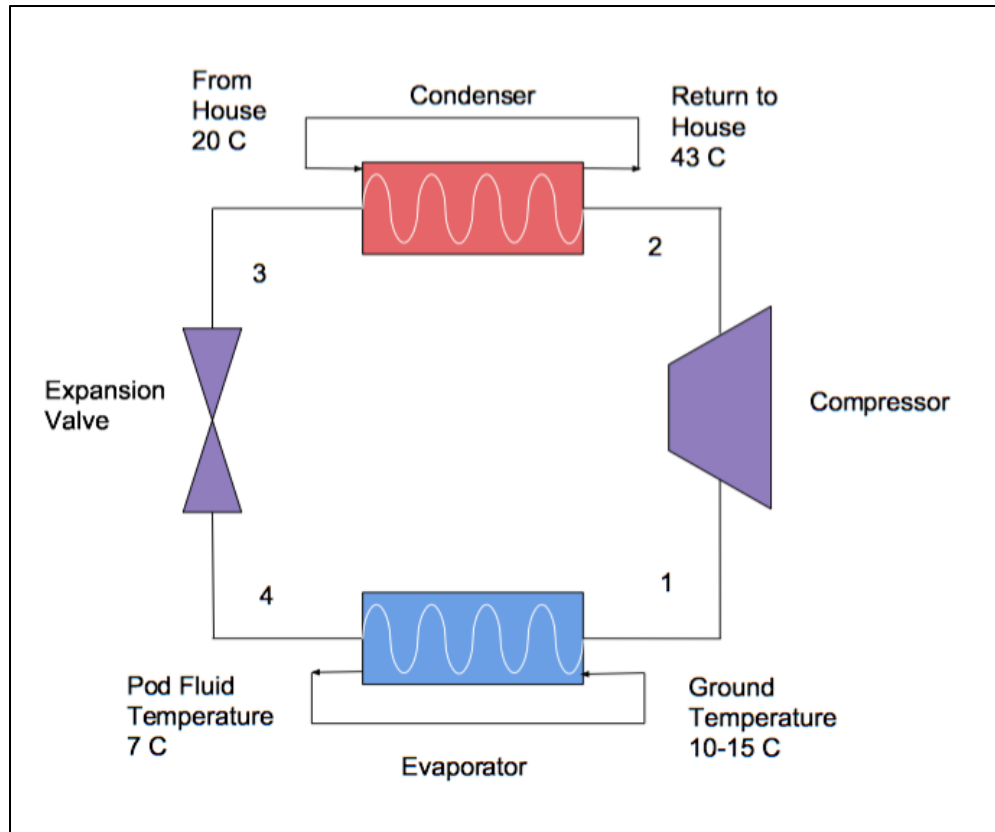 From
House
20 C
Condenser
Return to
House
43 C
3
2
Expansion
Valve
Compressor
4
1
Pod Fluid
Temperature
7 C
Evaporator
Ground
Temperature
10-15 C